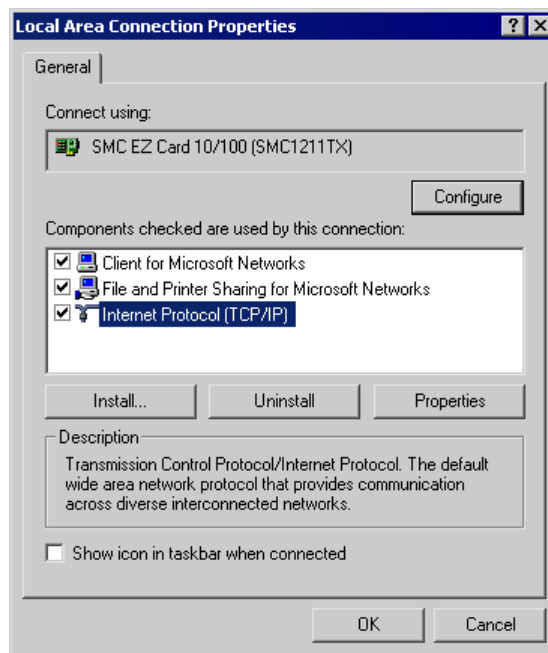 Local Area Connection Properties
General
Connect using:
SMC EZ Card 10/100 (SMC1211TX)
Configure
Components checked are used by this connection:
Client for Microsoft Networks
File and Printer Sharing for Microsoft Networks
Internet Protocol (TCP/IP)
Install...
Uninstall
Properties
Description
Transmission Control Protocol/Internet Protocol. The default
wide area network protocol that provides communication
across diverse interconnected networks.
Show icon in taskbar when connected
OK
Cancel